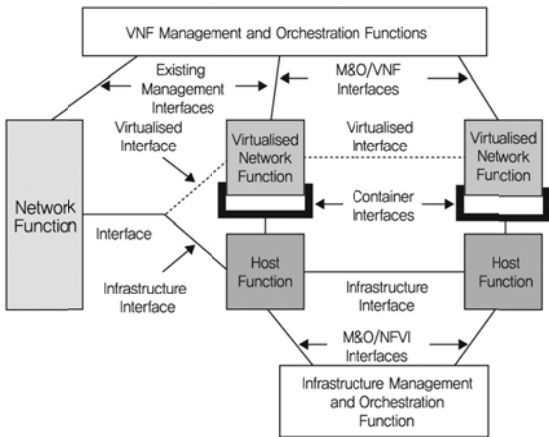 VNF Management and Orchestration Functions
Existing
Management
Interfaces
M&O/VNF
Interfaces
Virtualised
Interface
Virtualised
Network
Function
Virtualised
Interface
Virtualised
Network
Function
Network
Function
Container
Interfaces
Interface
Host
Function
Host
Function
Infrastructure
Interface
Infrastructure
Interface
M&O/NFVI
Interfaces
Infrastructure Management
and Orchestration
Function